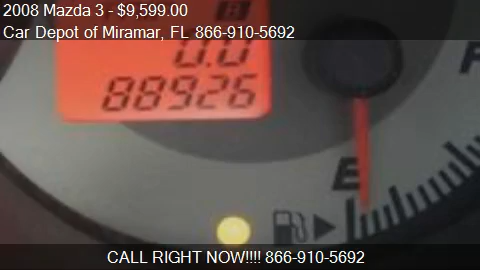 2008 Mazda 3 - $9,599.00
Car Depot of Miramar, FL 866-910-5692
0.0
88926
F
E
CALL RIGHT NOW!!!! 866-910-5692